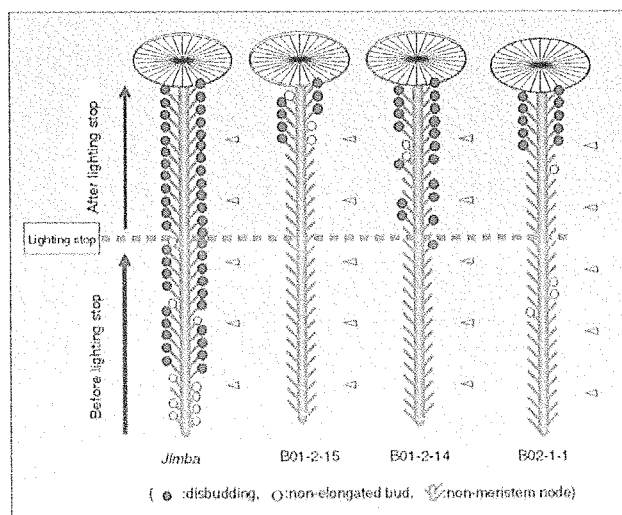 After lighting stop
Lighting stop
Before lighting stop
Jimba B01-2-15 B01-2-14 B02-1-1
( ● :disbudding, ○:non-elongated bud, :non-meristem node)